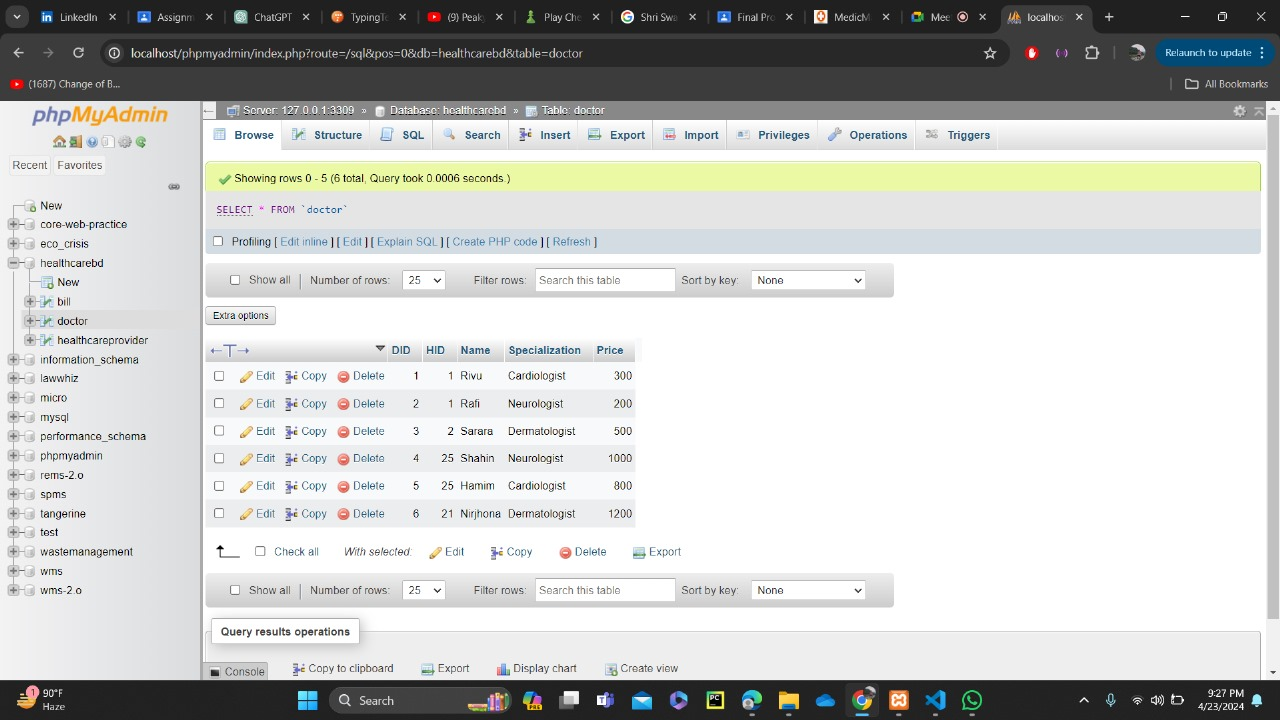 LinkedIn
Assignm
ChatGPT
TypingTo
(9) Peak
Play Che
Shri Swa
Final Pro
MedicM
Mee
localhos
localhost/phpmyadmin/index.php?route=/sql&pos=0&db=healthcarebd&table=doctor
Relaunch to update
(1687) Change of B...
All Bookmarks
phpMyAdmin
Recent Favorites
New
core-web-practice
eco_crisis
healthcarebd
New
bill
doctor
healthcareprovider
information_schema
lawwhiz
micro
mysql
performance_schema
phpmyadmin
rems-2.o
spms
tangerine
test
wastemanagement
wms
wms-2.o
Server: 127.0.0.1:3309 » Database: healthcarebd » Table: doctor
Browse Structure SQL Search Insert Export Import Privileges Operations Triggers
Showing rows 0 - 5 (6 total, Query took 0.0006 seconds.)
SELECT * FROM `doctor`
Profiling [ Edit inline ] [ Edit ] [ Explain SQL ] [ Create PHP code ] [ Refresh ]
Show all | Number of rows: 25 Filter rows: Search this table Sort by key: None
Extra options
←T→ DID HID Name Specialization Price
Edit Copy Delete 1 1 Rivu Cardiologist 300
Edit Copy Delete 2 1 Rafi Neurologist 200
Edit Copy Delete 3 2 Sarara Dermatologist 500
Edit Copy Delete 4 25 Shahin Neurologist 1000
Edit Copy Delete 5 25 Hamim Cardiologist 800
Edit Copy Delete 6 21 Nirjhona Dermatologist 1200
Check all With selected: Edit Copy Delete Export
Show all | Number of rows: 25 Filter rows: Search this table Sort by key: None
Query results operations
Console Copy to clipboard Export Display chart Create view
1
90°F
Haze
Search
PRE
PC
9:27 PM
4/23/2024